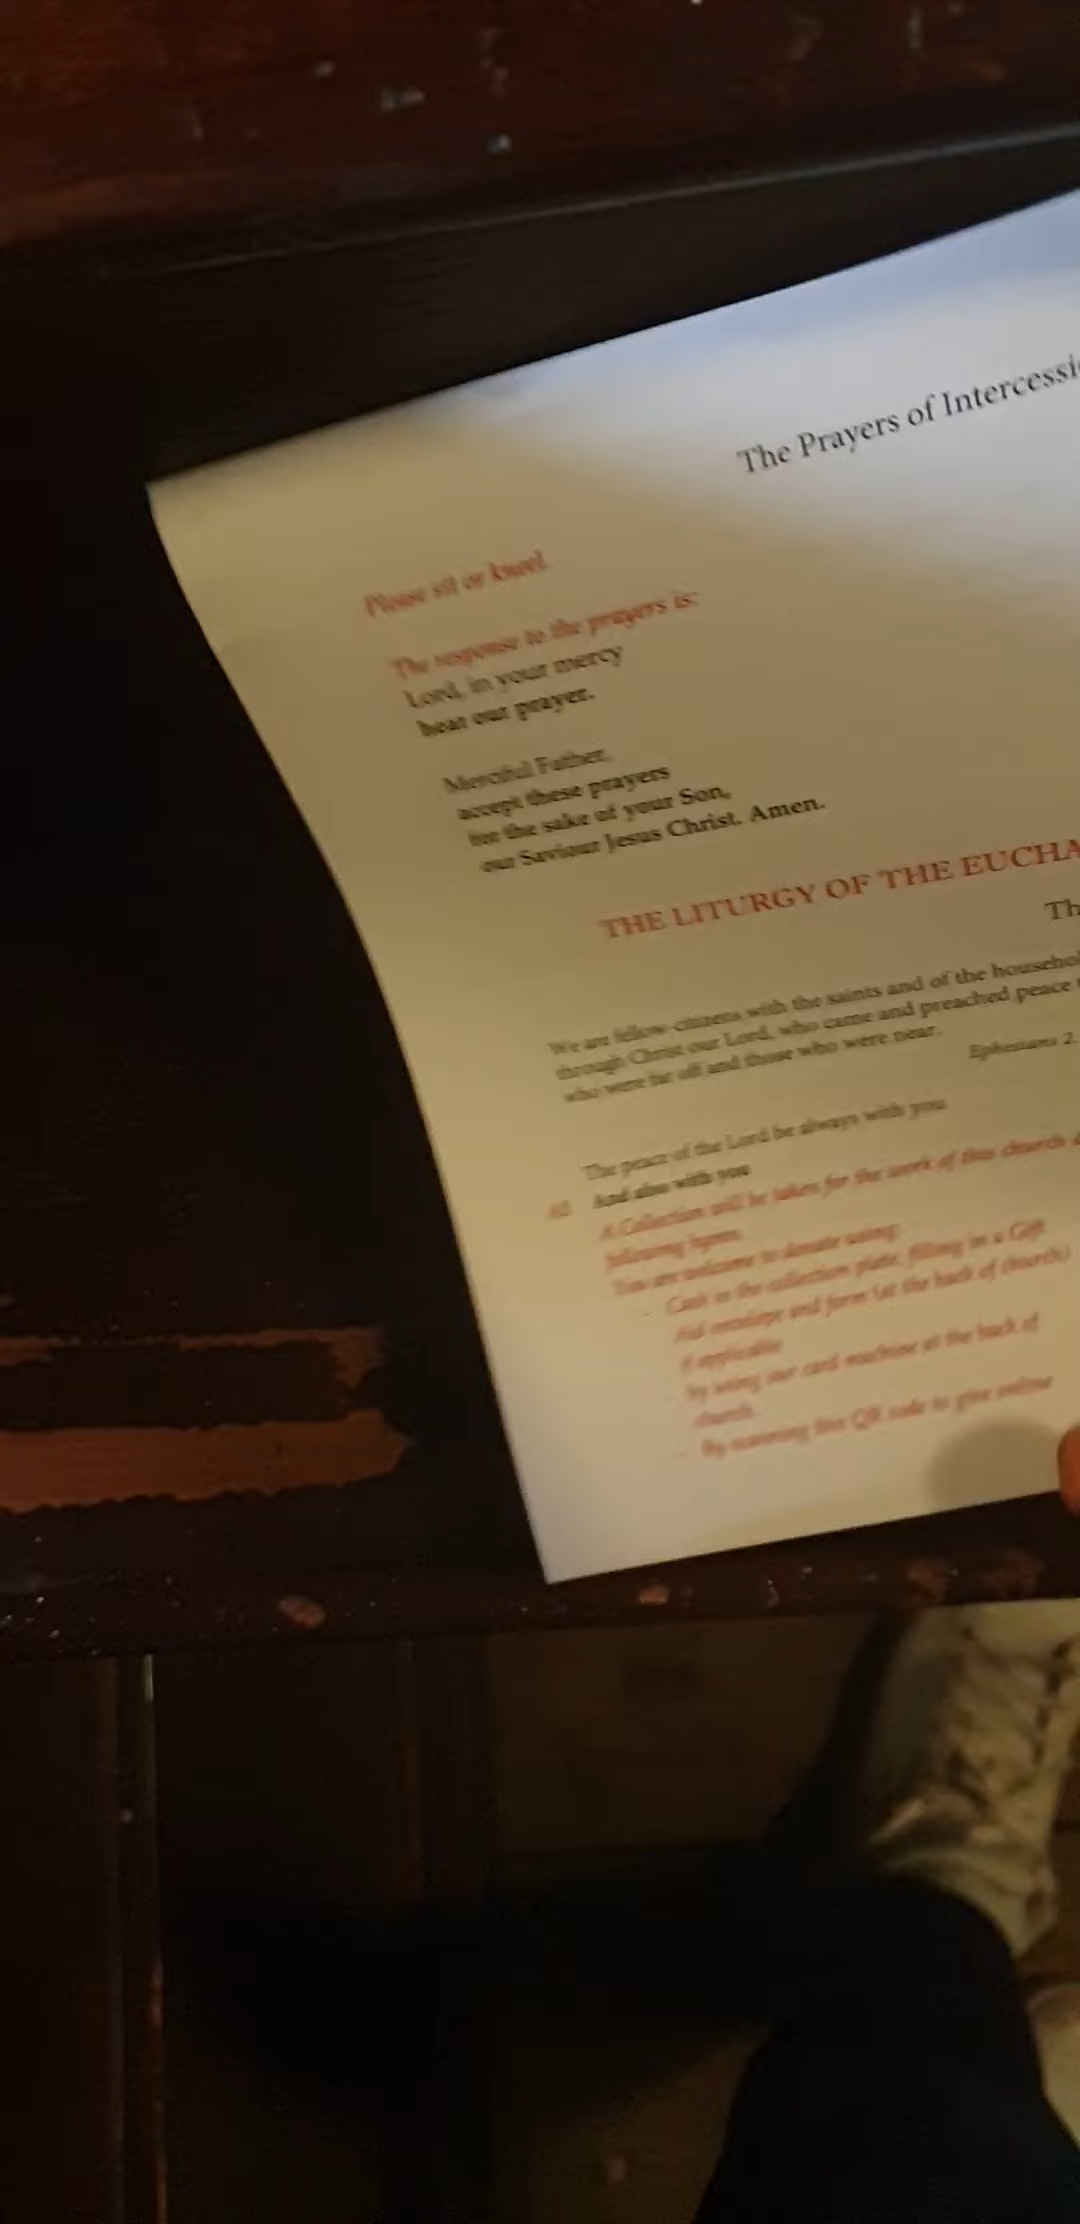 The Prayers of Intercessi
Please sit or kneel.
The response to the prayers is:
Lord, in your mercy
hear our prayer.
Merciful Father,
accept these prayers
for the sake of your Son,
our Saviour Jesus Christ. Amen.
THE LITURGY OF THE EUCHA
Th
We are fellow-citizens with the saints and of the househol
through Christ our Lord, who came and preached peace
who were far off and those who were near.
Ephesians 2.
The peace of the Lord be always with you
All And also with you
A Collection will be taken for the work of this church
following hymn.
You are welcome to donate using:
- Cash in the collection plate, filling in a Gift
Aid envelope and form (at the back of church)
if applicable
- by using our card machine at the back of
church.
- By scanning this QR code to give online